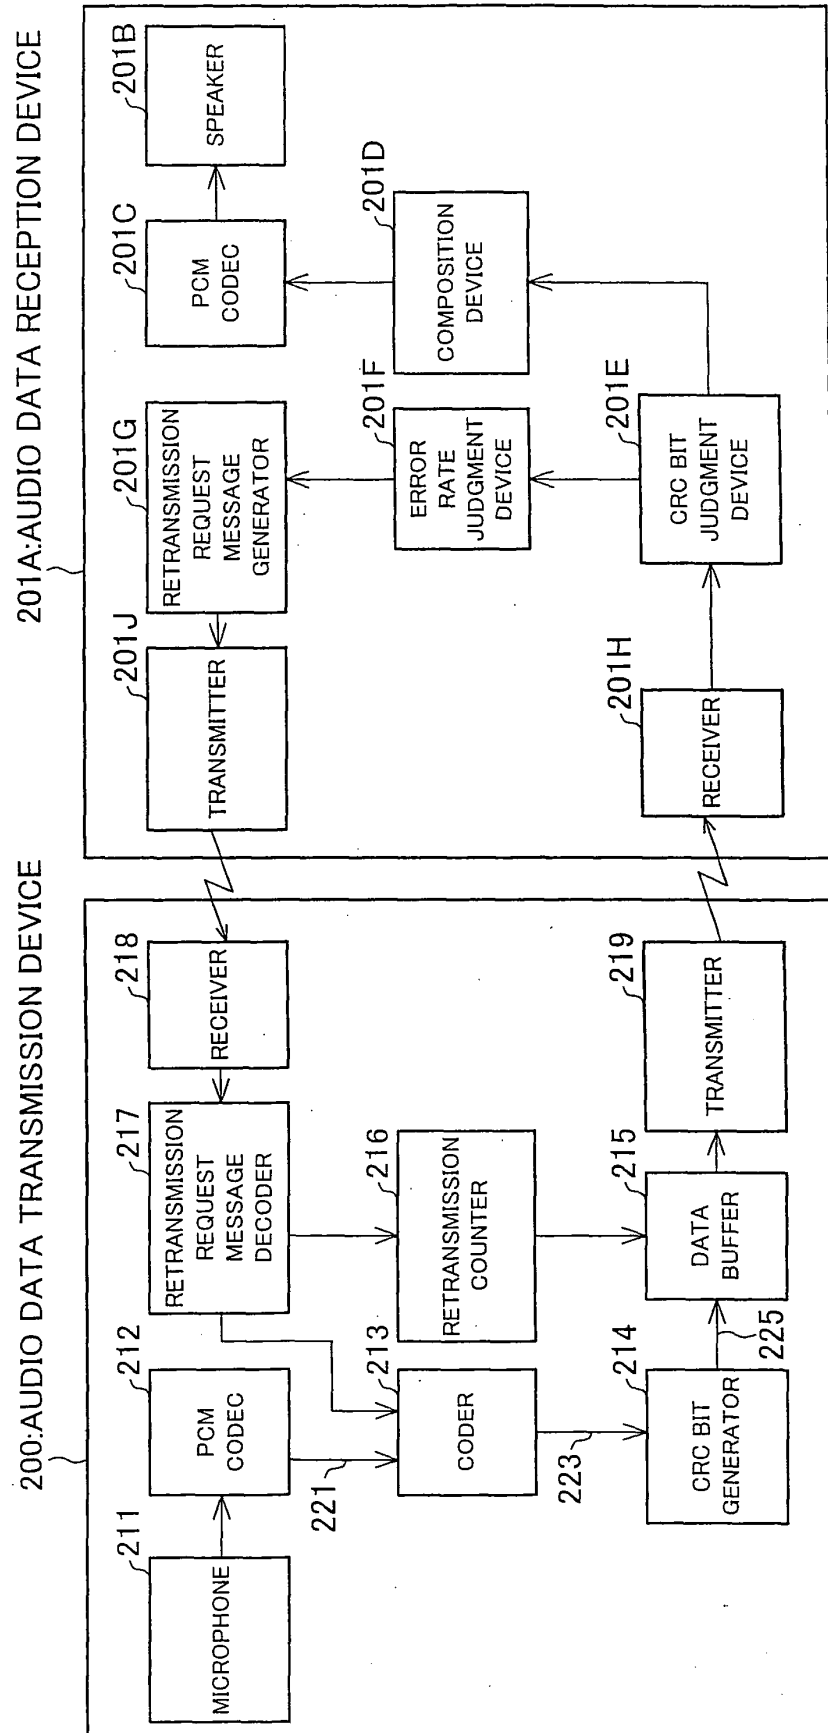 200:AUDIO DATA TRANSMISSION DEVICE
211
MICROPHONE
212
PCM
CODEC
217
RETRANSMISSION
REQUEST
MESSAGE
DECODER
218
RECEIVER
221
213
CODER
216
RETRANSMISSION
COUNTER
223
214
CRC BIT
GENERATOR
225
215
DATA
BUFFER
219
TRANSMITTER
201A:AUDIO DATA RECEPTION DEVICE
201J
TRANSMITTER
201G
RETRANSMISSION
REQUEST
MESSAGE
GENERATOR
201C
PCM
CODEC
201B
SPEAKER
201F
ERROR
RATE
JUDGMENT
DEVICE
201D
COMPOSITION
DEVICE
201H
RECEIVER
201E
CRC BIT
JUDGMENT
DEVICE